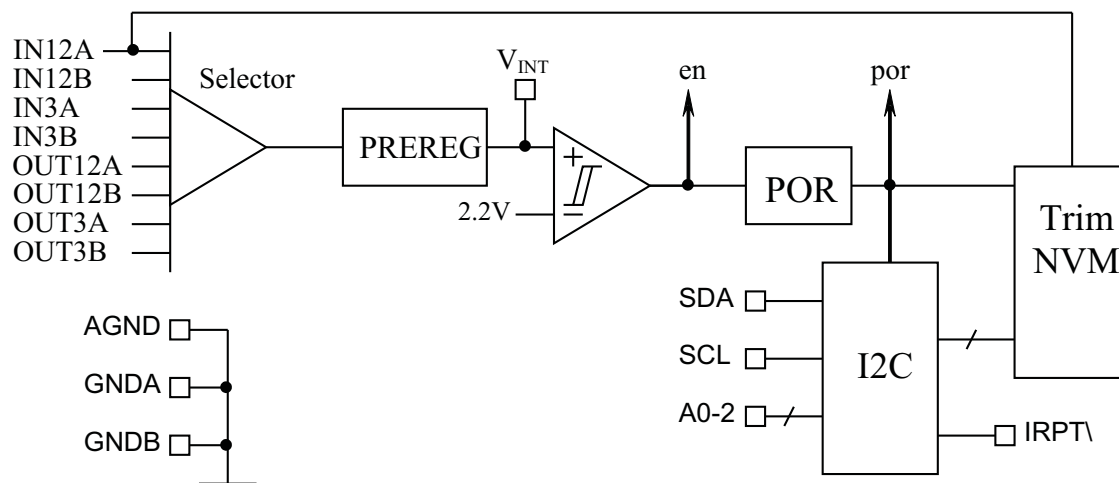 IN12A
IN12B
IN3A
IN3B
OUT12A
OUT12B
OUT3A
OUT3B
Selector
PREREG
VINT
+
−
2.2V
en
POR
por
Trim
NVM
SDA
SCL
A0-2
I2C
IRPT\
AGND
GNDA
GNDB